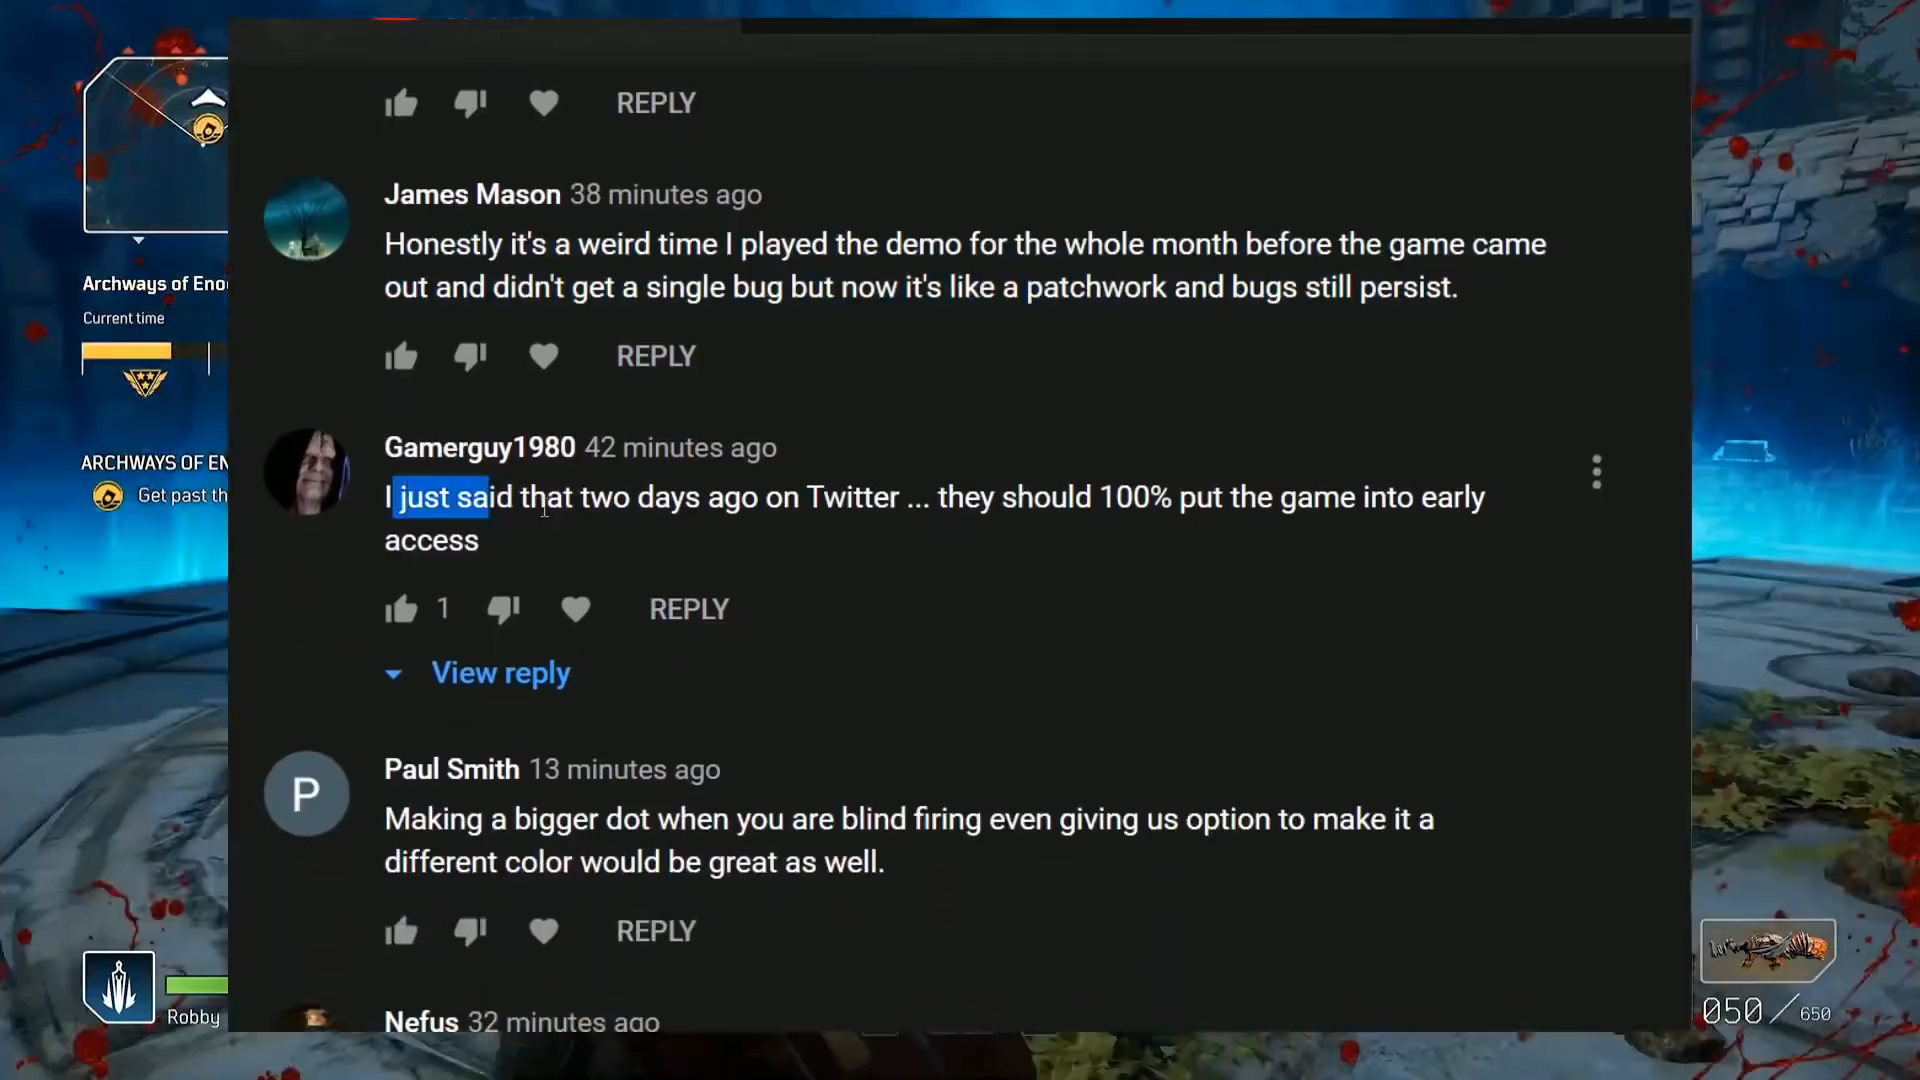 REPLY
James Mason 38 minutes ago
Honestly it's a weird time I played the demo for the whole month before the game came
out and didn't get a single bug but now it's like a patchwork and bugs still persist.
REPLY
Archways of Eno
Current time
Gamerguy1980 42 minutes ago
I just said that two days ago on Twitter ... they should 100% put the game into early
access
1 REPLY
View reply
ARCHWAYS OF EN
Get past th
P
Paul Smith 13 minutes ago
Making a bigger dot when you are blind firing even giving us option to make it a
different color would be great as well.
REPLY
Nefus 32 minutes ago
Robby
050 / 650